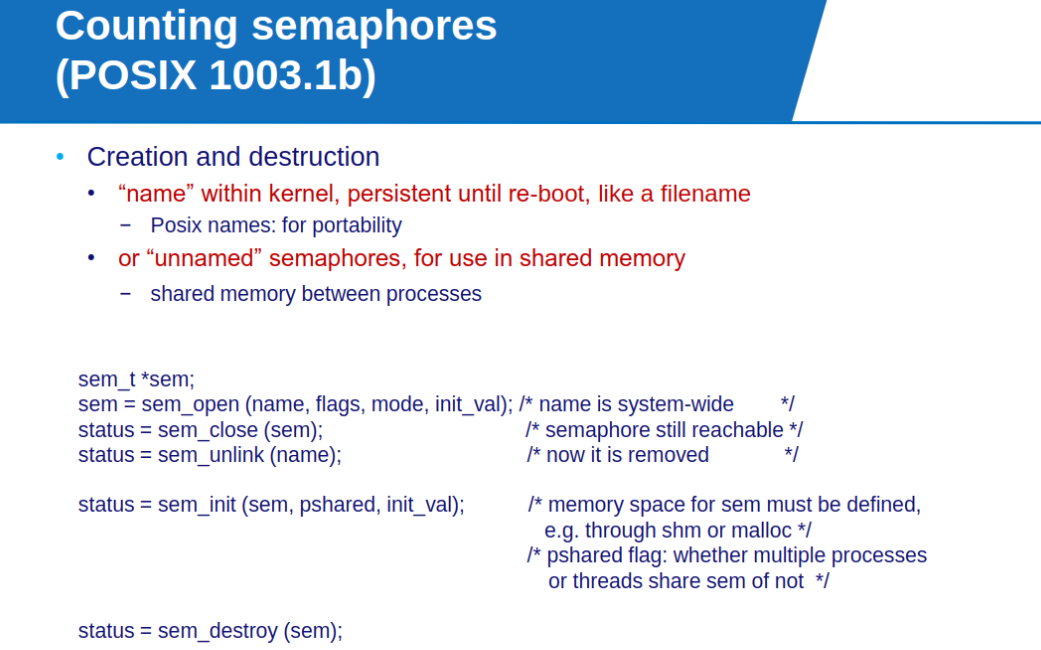 Counting semaphores
(POSIX 1003.1b)
• Creation and destruction
• “name” within kernel, persistent until re-boot, like a filename
– Posix names: for portability
• or “unnamed” semaphores, for use in shared memory
– shared memory between processes
sem_t *sem;
sem = sem_open (name, flags, mode, init_val); /* name is system-wide */
status = sem_close (sem); /* semaphore still reachable */
status = sem_unlink (name); /* now it is removed */
status = sem_init (sem, pshared, init_val); /* memory space for sem must be defined,
e.g. through shm or malloc */
/* pshared flag: whether multiple processes
or threads share sem of not */
status = sem_destroy (sem);